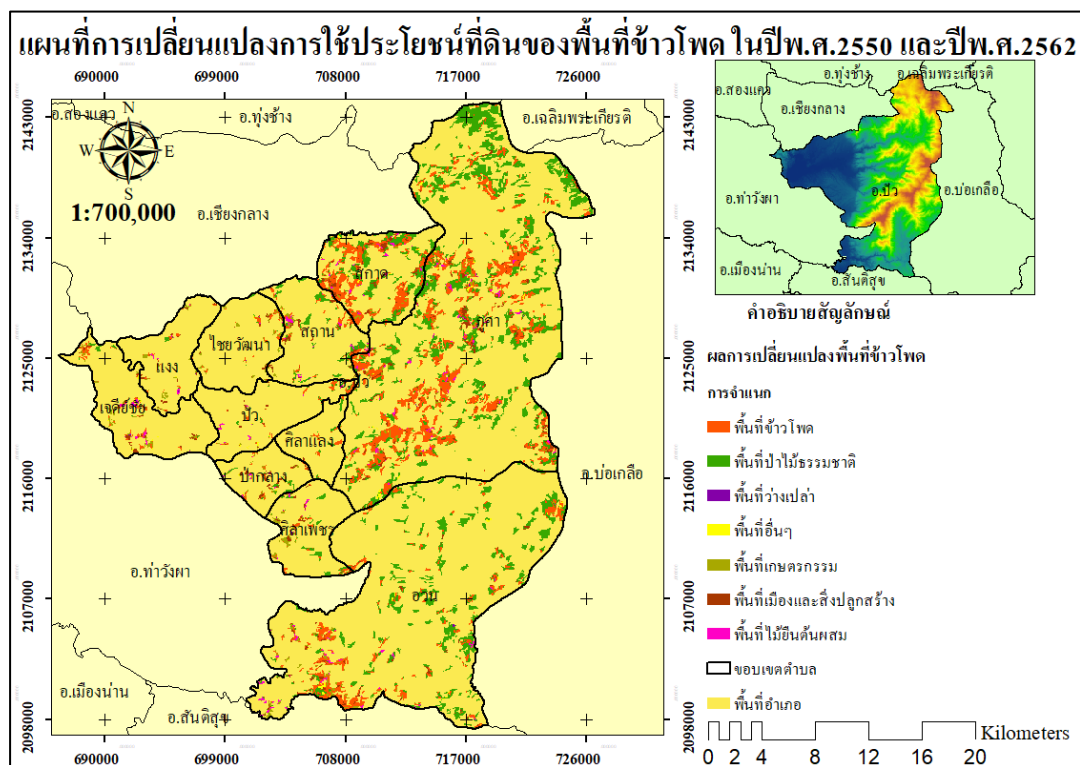 แผนที่การเปลี่ยนแปลงการใช้ประโยชน์ที่ดินของพื้นที่ข้าวโพด ในปีพ.ศ.2550 และปีพ.ศ.2562
690000 699000 708000 717000 726000
2143000
2134000
2125000
2116000
2107000
2098000
อ.สองแคว
อ.ทุ่งช้าง
อ.เฉลิมพระเกียรติ
N
W E
S
1:700,000
อ.เชียงกลาง
สกาด
ภูคา
สถาน
ไชยวัฒนา
แงง
อ.ปัว
เจดีย์ชัย
ปัว
ศิลาแลง
ป่ากลาง
อ.บ่อเกลือ
ศิลาเพชร
อ.ท่าวังผา
อวน
อ.เมืองน่าน
อ.สันติสุข
2143000
2134000
2125000
2116000
2107000
2098000
690000 699000 708000 717000 726000
อ.ทุ่งช้าง
อ.เฉลิมพระเกียรติ
อ.สองแคว
อ.เชียงกลาง
อ.ท่าวังผา
อ.ปัว
อ.บ่อเกลือ
อ.เมืองน่าน
อ.สันติสุข
คำอธิบายสัญลักษณ์
ผลการเปลี่ยนแปลงพื้นที่ข้าวโพด
การจำแนก
พื้นที่ข้าวโพด
พื้นที่ป่าไม้ธรรมชาติ
พื้นที่ว่างเปล่า
พื้นที่อื่นๆ
พื้นที่เกษตรกรรม
พื้นที่เมืองและสิ่งปลูกสร้าง
พื้นที่ไม้ยืนต้นผสม
ขอบเขตตำบล
พื้นที่อำเภอ
Kilometers
0 2 4 8 12 16 20